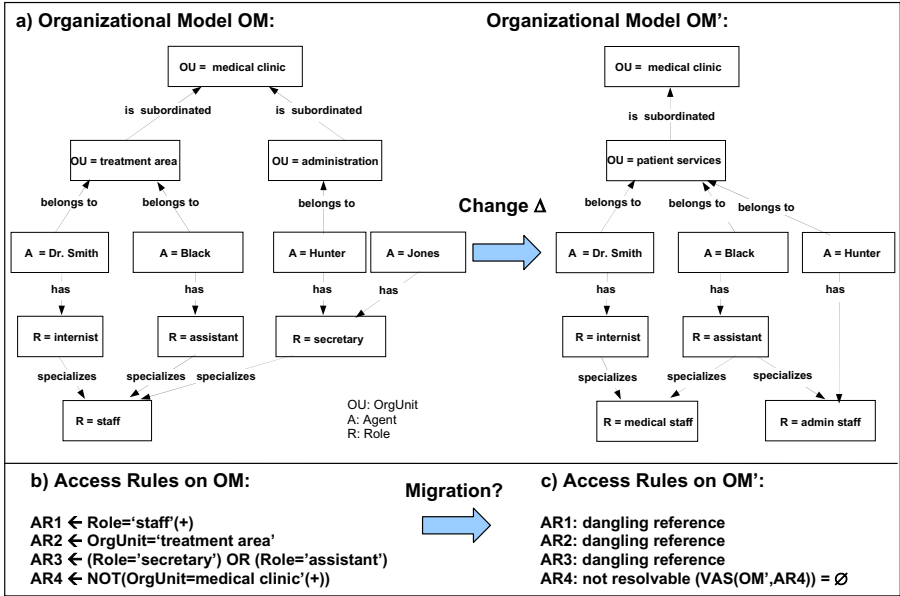 a) Organizational Model OM:
Organizational Model OM’:
OU = medical clinic
is subordinated
is subordinated
OU = treatment area
OU = administration
belongs to
belongs to
belongs to
A = Dr. Smith
A = Black
A = Hunter
A = Jones
has
has
has
has
R = internist
R = assistant
R = secretary
specializes
specializes
specializes
R = staff
OU: OrgUnit
A: Agent
R: Role
Change Δ
OU = medical clinic
is subordinated
OU = patient services
belongs to
belongs to
belongs to
A = Dr. Smith
A = Black
A = Hunter
has
has
has
R = internist
R = assistant
specializes
specializes
R = medical staff
R = admin staff
b) Access Rules on OM:
AR1 ← Role=‘staff’(+)
AR2 ← OrgUnit=‘treatment area’
AR3 ← (Role=’secretary’) OR (Role=’assistant’)
AR4 ← NOT(OrgUnit=medical clinic’(+))
Migration?
c) Access Rules on OM’:
AR1: dangling reference
AR2: dangling reference
AR3: dangling reference
AR4: not resolvable (VAS(OM’,AR4)) = ∅